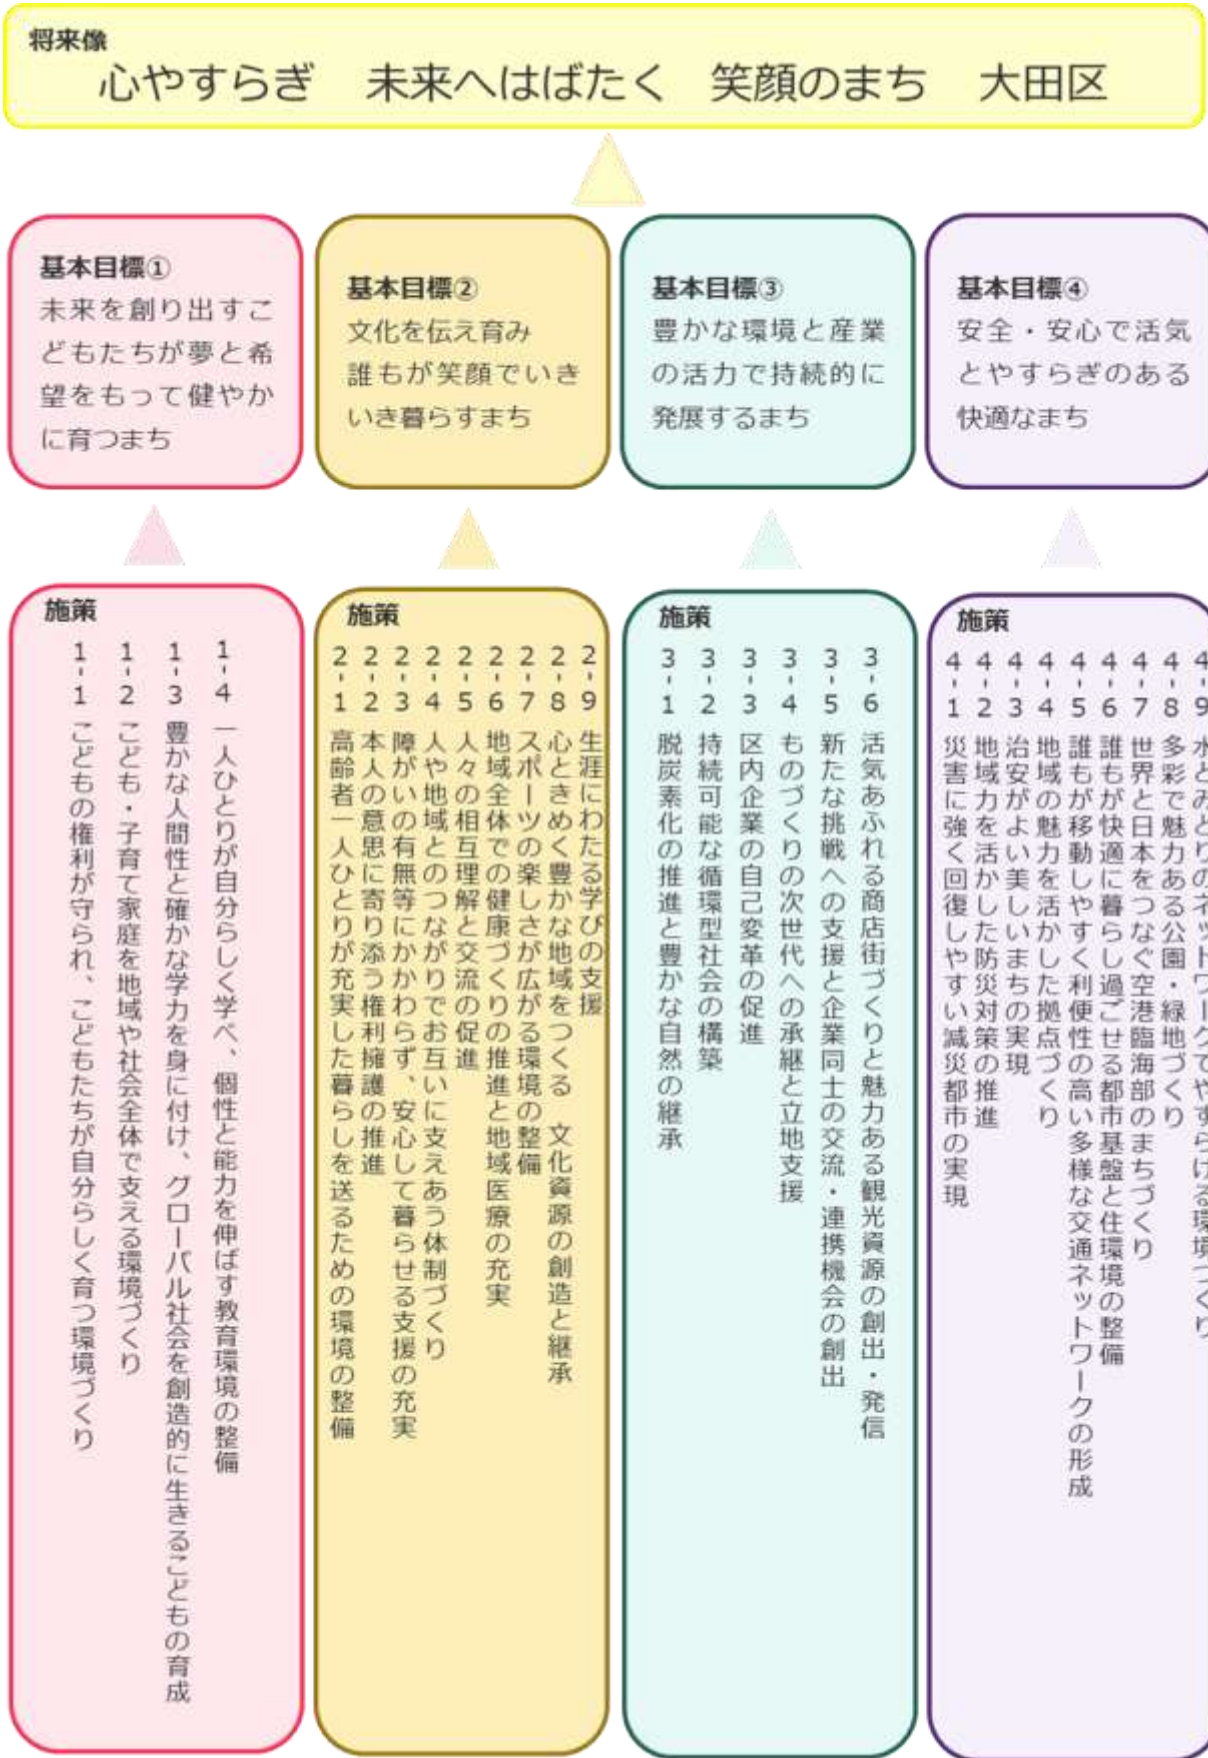 将来像
心やすらぎ　未来へはばたく　笑顔のまち　大田区
基本目標①
未来を創り出すこ
どもたちが夢と希
望をもって健やか
に育つまち
基本目標②
文化を伝え育み
誰もが笑顔でいき
いき暮らすまち
基本目標③
豊かな環境と産業
の活力で持続的に
発展するまち
基本目標④
安全・安心で活気
とやすらぎのある
快適なまち
施策
1-1 こどもの権利が守られ、こどもたちが自分らしく育つ環境づくり
1-2 こども・子育て家庭を地域や社会全体で支える環境づくり
1-3 豊かな人間性と確かな学力を身に付け、グローバル社会を創造的に生きるこどもの育成
1-4 一人ひとりが自分らしく学べ、個性と能力を伸ばす教育環境の整備
施策
2-1 高齢者一人ひとりが充実した暮らしを送るための環境の整備
2-2 本人の意思に寄り添う権利擁護の推進
2-3 障がいの有無等にかかわらず、安心して暮らせる支援の充実
2-4 人や地域とのつながりでお互いに支えあう体制づくり
2-5 人々の相互理解と交流の促進
2-6 地域全体での健康づくりの推進と地域医療の充実
2-7 スポーツの楽しさが広がる環境の整備
2-8 心ときめく豊かな地域をつくる　文化資源の創造と継承
2-9 生涯にわたる学びの支援
施策
3-1 脱炭素化の推進と豊かな自然の継承
3-2 持続可能な循環型社会の構築
3-3 区内企業の自己変革の促進
3-4 ものづくりの次世代への承継と立地支援
3-5 新たな挑戦への支援と企業同士の交流・連携機会の創出
3-6 活気あふれる商店街づくりと魅力ある観光資源の創出・発信
施策
4-1 災害に強く回復しやすい減災都市の実現
4-2 地域力を活かした防災対策の推進
4-3 治安がよい美しいまちの実現
4-4 地域の魅力を活かした拠点づくり
4-5 誰もが移動しやすく利便性の高い多様な交通ネットワークの形成
4-6 誰もが快適に暮らし過ごせる都市基盤と住環境の整備
4-7 世界と日本をつなぐ空港臨海部のまちづくり
4-8 多彩で魅力ある公園・緑地づくり
4-9 水とみどりのネットワークでやすらげる環境づくり